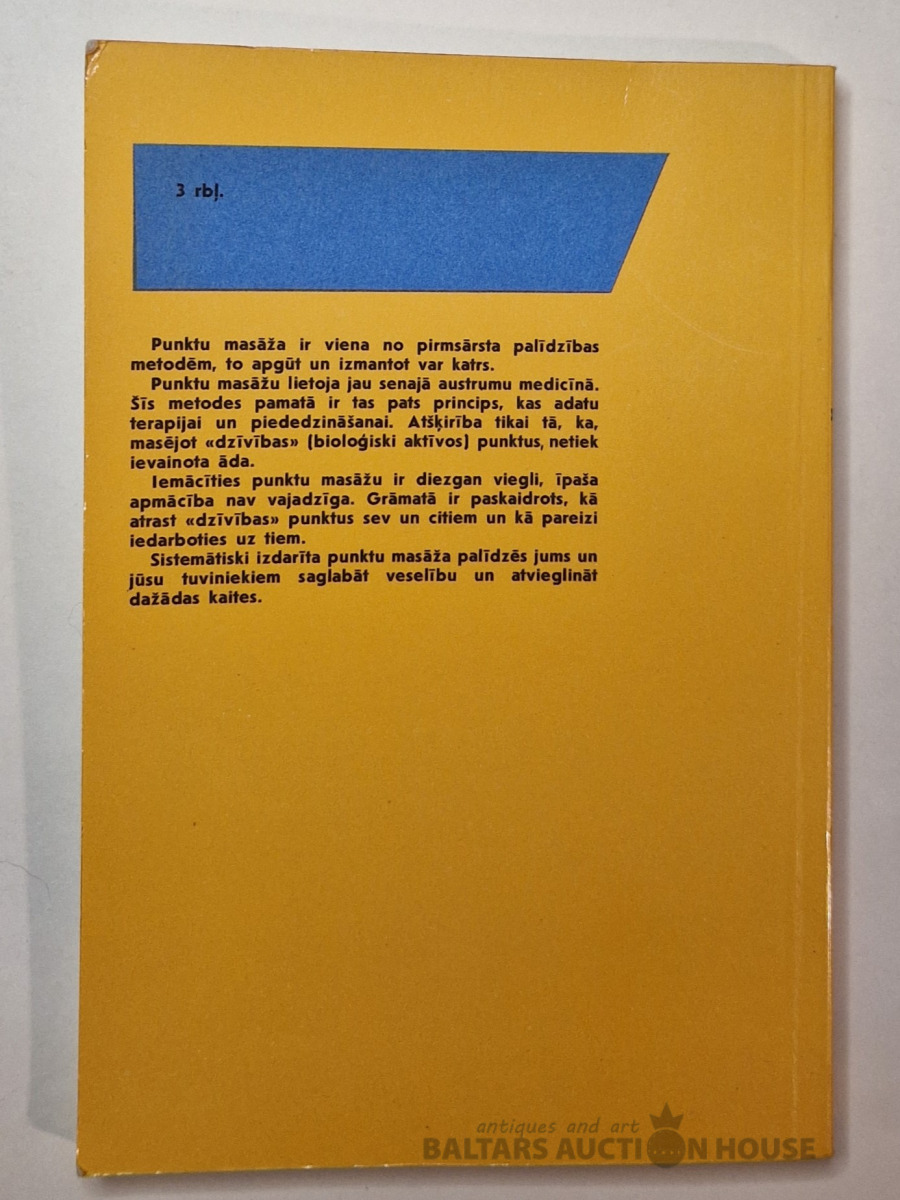 3 rbļ.
Punktu masāža ir viena no pirmsārsta palīdzības
metodēm, to apgūt un izmantot var katrs.
Punktu masāžu lietoja jau senajā austrumu medicīnā.
Šīs metodes pamatā ir tas pats princips, kas adatu
terapijai un piededzināšanai. Atšķirība tikai tā, ka,
masējot «dzīvības» (bioloģiski aktīvos) punktus, netiek
ievainota āda.
Iemācīties punktu masāžu ir diezgan viegli, īpaša
apmācība nav vajadzīga. Grāmatā ir paskaidrots, kā
atrast «dzīvības» punktus sev un citiem un kā pareizi
iedarboties uz tiem.
Sistemātiski izdarīta punktu masāža palīdzēs jums un
jūsu tuviniekiem saglabāt veselību un atvieglināt
dažādas kaites.
antiques and art
BALTARS AUCTION HOUSE